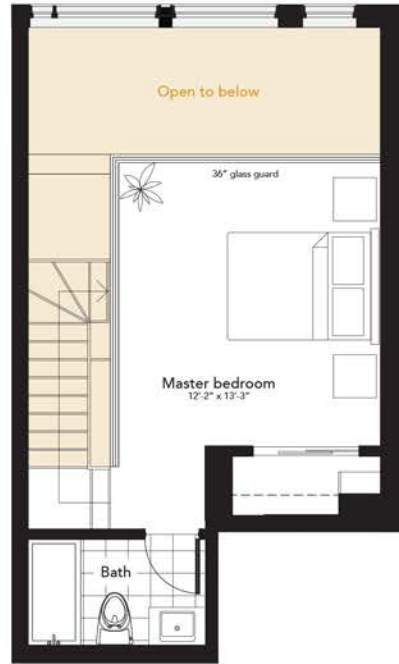 Open to below
36" glass guard
Master bedroom
12'-2" x 13'-3"
Bath